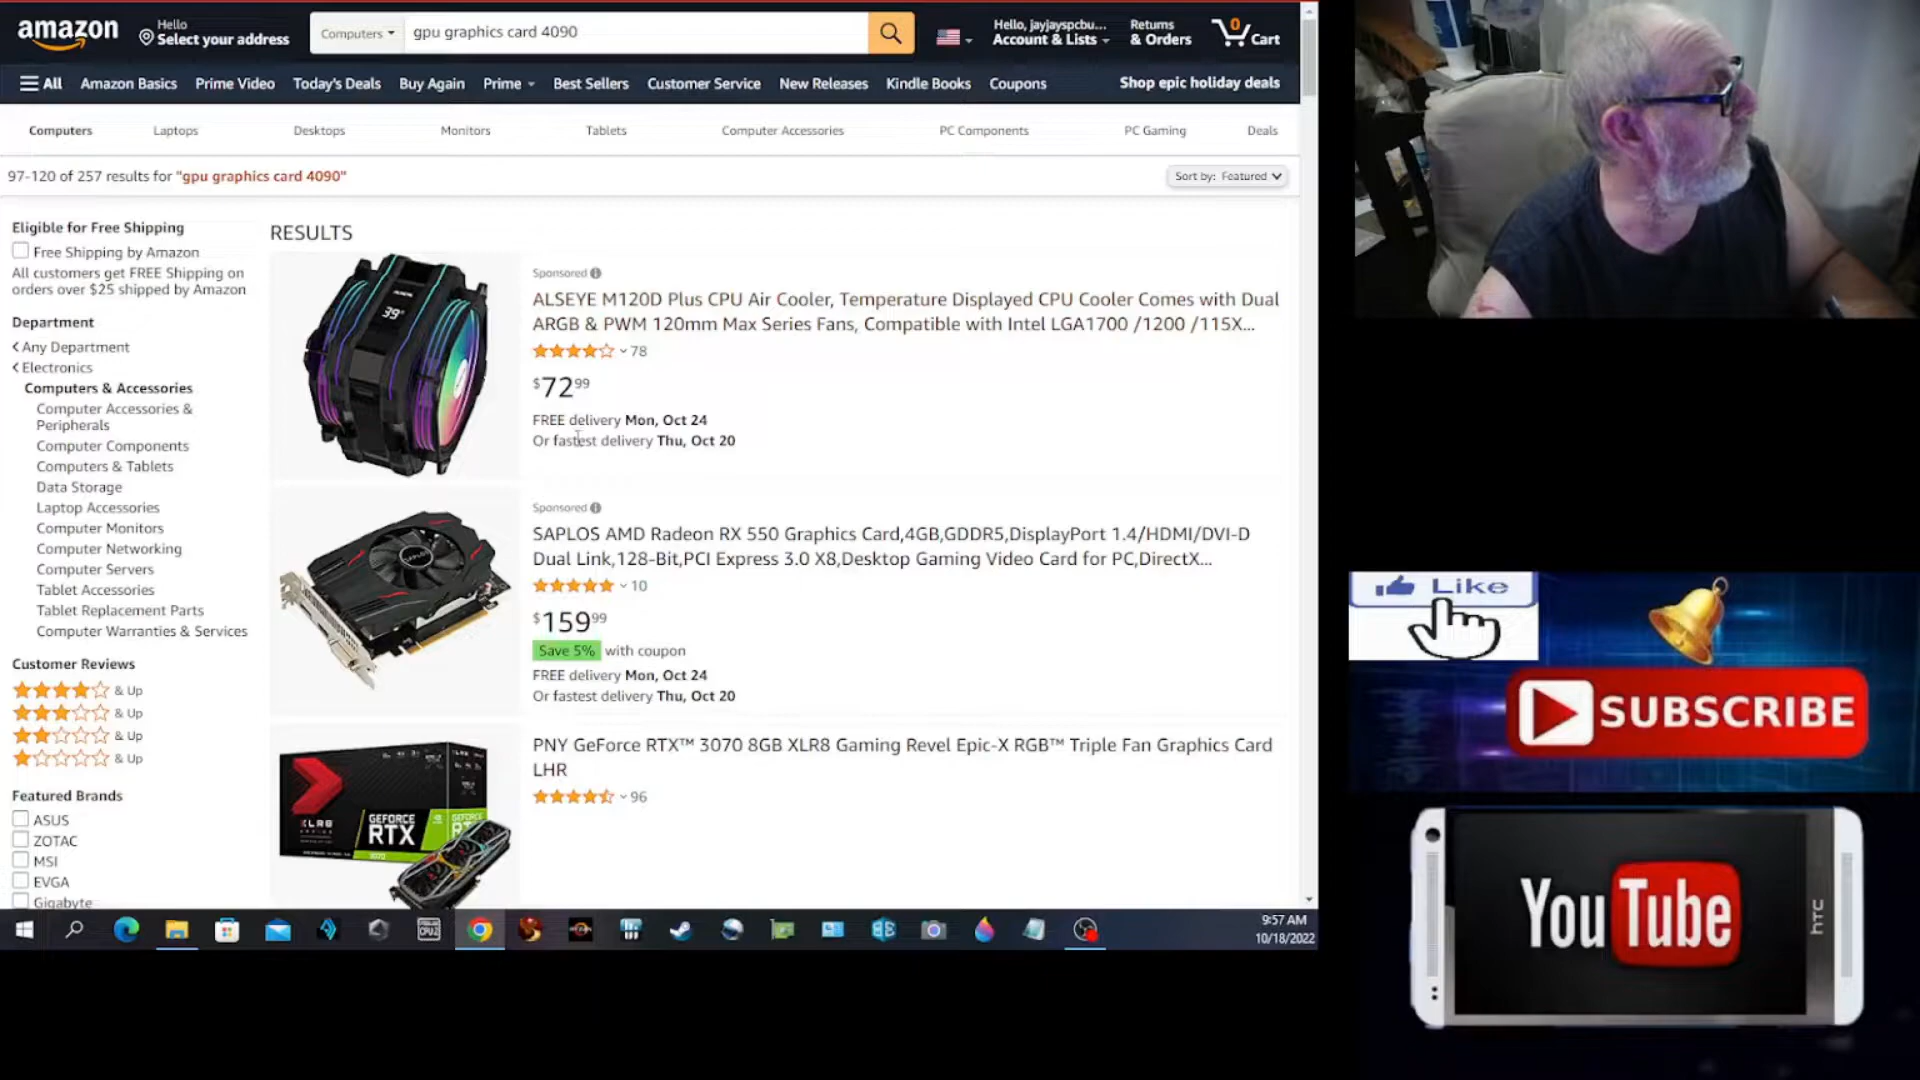 amazon
Hello
Select your address
Computers
gpu graphics card 4090
Hello, jayjayspcbu...
Account & Lists
Returns
& Orders
0
Cart
All
Amazon Basics
Prime Video
Today's Deals
Buy Again
Prime
Best Sellers
Customer Service
New Releases
Kindle Books
Coupons
Shop epic holiday deals
Computers
Laptops
Desktops
Monitors
Tablets
Computer Accessories
PC Components
PC Gaming
Deals
97-120 of 257 results for "gpu graphics card 4090"
Sort by: Featured
Eligible for Free Shipping
Free Shipping by Amazon
All customers get FREE Shipping on
orders over $25 shipped by Amazon
Department
Any Department
Electronics
Computers & Accessories
Computer Accessories &
Peripherals
Computer Components
Computers & Tablets
Data Storage
Laptop Accessories
Computer Monitors
Computer Networking
Computer Servers
Tablet Accessories
Tablet Replacement Parts
Computer Warranties & Services
Customer Reviews
& Up
& Up
& Up
& Up
Featured Brands
ASUS
ZOTAC
MSI
EVGA
Gigabyte
RESULTS
39°
Sponsored
ALSEYE M120D Plus CPU Air Cooler, Temperature Displayed CPU Cooler Comes with Dual
ARGB & PWM 120mm Max Series Fans, Compatible with Intel LGA1700 /1200 /115X...
78
$72.99
FREE delivery Mon, Oct 24
Or fastest delivery Thu, Oct 20
Sponsored
SAPLOS AMD Radeon RX 550 Graphics Card,4GB,GDDR5,DisplayPort 1.4/HDMI/DVI-D
Dual Link,128-Bit,PCI Express 3.0 X8,Desktop Gaming Video Card for PC,DirectX...
10
$159.99
Save 5% with coupon
FREE delivery Mon, Oct 24
Or fastest delivery Thu, Oct 20
PNY GeForce RTX™ 3070 8GB XLR8 Gaming Revel Epic-X RGB™ Triple Fan Graphics Card
LHR
96
XLR8
GEFORCE
RTX
3070
9:57 AM
10/18/2022
Like
SUBSCRIBE
YouTube
hTC